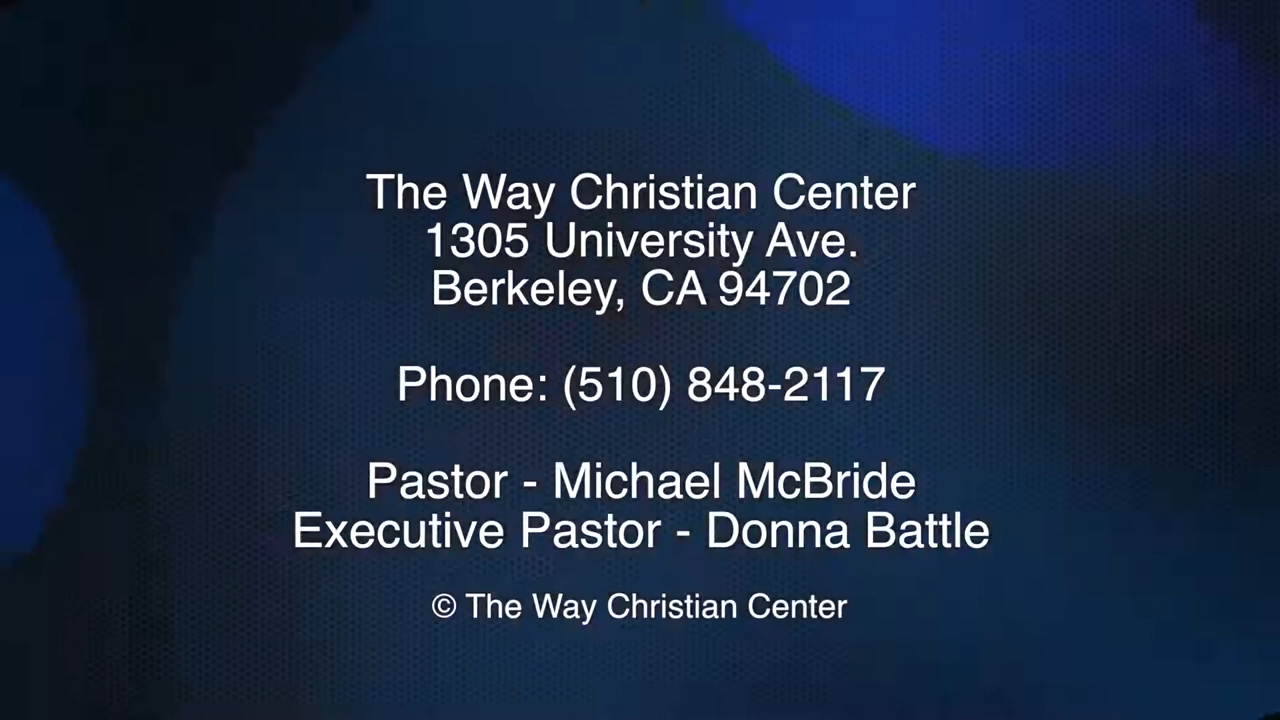 The Way Christian Center
1305 University Ave.
Berkeley, CA 94702
Phone: (510) 848-2117
Pastor - Michael McBride
Executive Pastor - Donna Battle
© The Way Christian Center